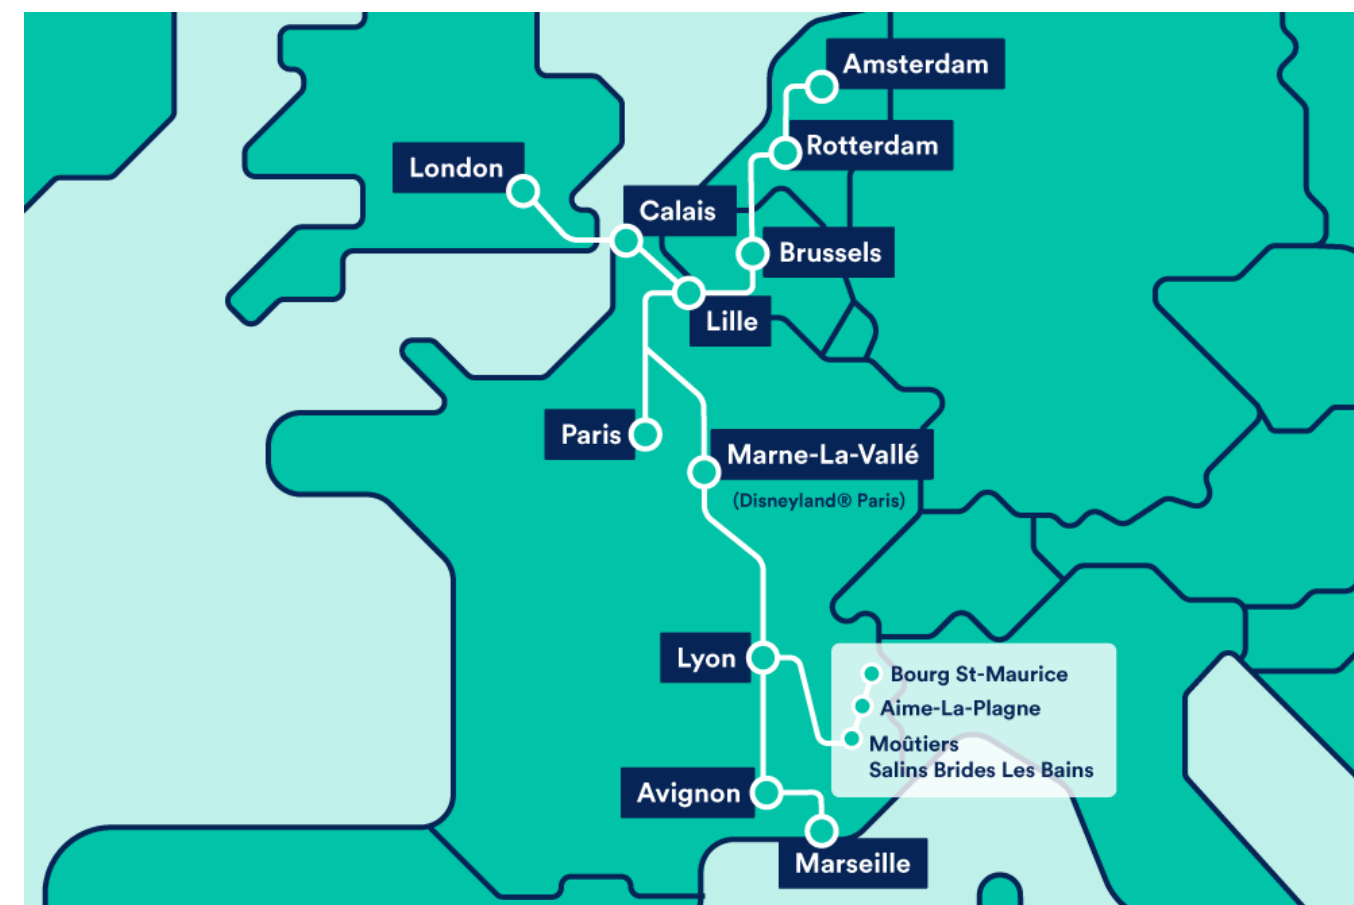 Amsterdam
Rotterdam
London
Calais
Brussels
Lille
Paris
Marne-La-Vallé
(Disneyland® Paris)
Lyon
Bourg St-Maurice
Aime-La-Plagne
Moûtiers
Salins Brides Les Bains
Avignon
Marseille